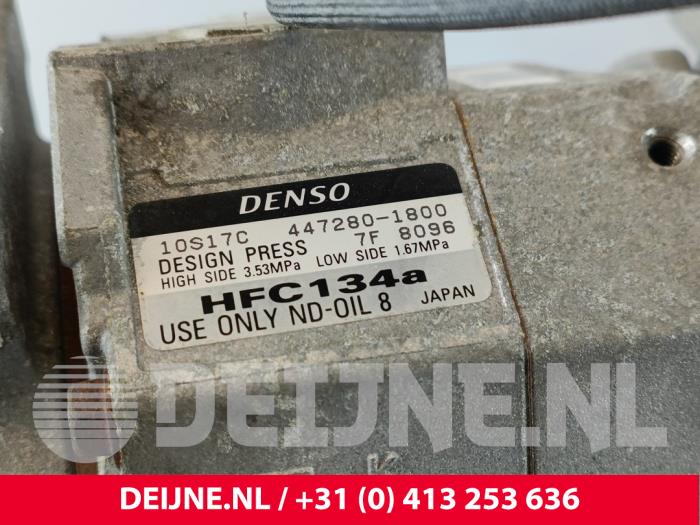 DENSO
10S17C 447280-1800
DESIGN PRESS 7F 8096
HIGH SIDE 3.53MPa LOW SIDE 1.67MPa
HFC134a
USE ONLY ND-OIL 8 JAPAN
DEIJNE.NL
DEIJNE.NL / +31 (0) 413 253 636